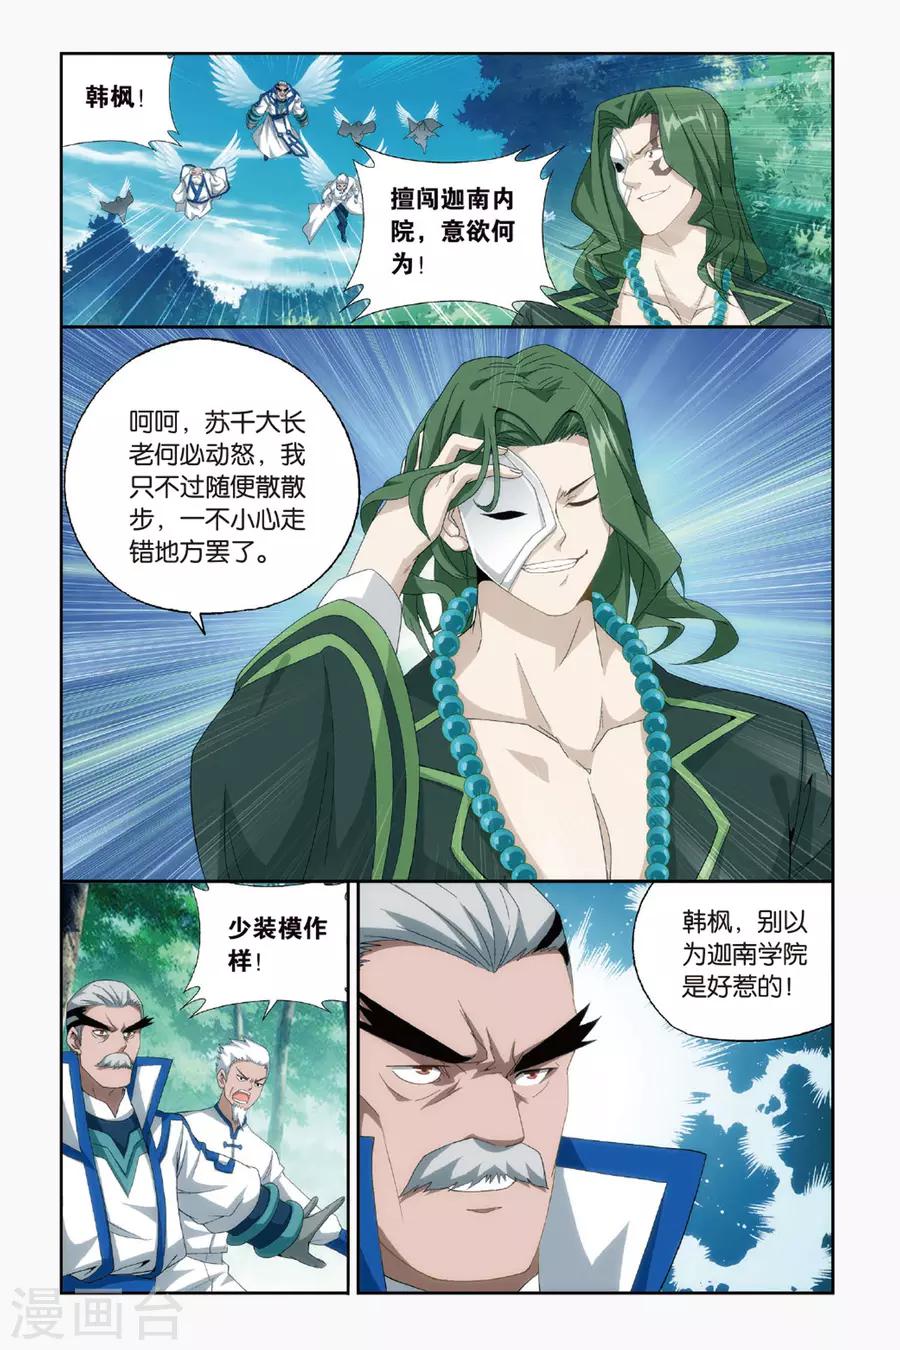 韩枫！
擅闯迦南内
院，意欲何
为！
呵呵，苏千大长
老何必动怒，我
只不过随便散散
步，一不小心走
错地方罢了。
少装模作
样！
韩枫，别以
为迦南学院
是好惹的！
漫画台